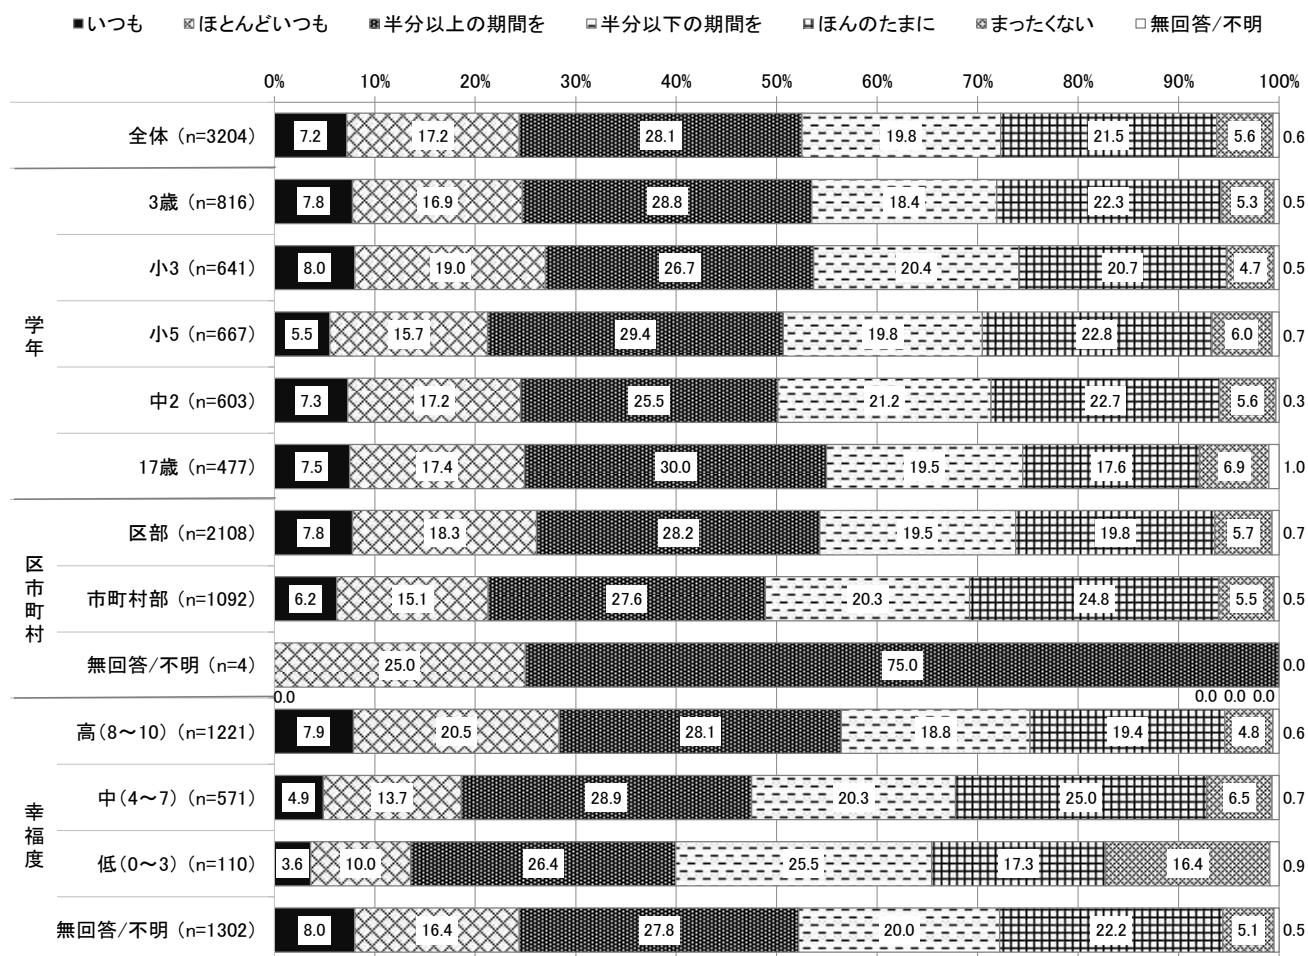 ■いつも ▩ほとんどいつも ▩半分以上の期間を ▤半分以下の期間を ▤ほんのたまに ▩まったくない □無回答/不明
0% 10% 20% 30% 40% 50% 60% 70% 80% 90% 100%
全体 (n=3204) 7.2 17.2 28.1 19.8 21.5 5.6 0.6
学年
3歳 (n=816) 7.8 16.9 28.8 18.4 22.3 5.3 0.5
小3 (n=641) 8.0 19.0 26.7 20.4 20.7 4.7 0.5
小5 (n=667) 5.5 15.7 29.4 19.8 22.8 6.0 0.7
中2 (n=603) 7.3 17.2 25.5 21.2 22.7 5.6 0.3
17歳 (n=477) 7.5 17.4 30.0 19.5 17.6 6.9 1.0
区市町村
区部 (n=2108) 7.8 18.3 28.2 19.5 19.8 5.7 0.7
市町村部 (n=1092) 6.2 15.1 27.6 20.3 24.8 5.5 0.5
無回答/不明 (n=4) 25.0 75.0 0.0
0.0 0.0 0.0 0.0
幸福度
高(8~10) (n=1221) 7.9 20.5 28.1 18.8 19.4 4.8 0.6
中(4~7) (n=571) 4.9 13.7 28.9 20.3 25.0 6.5 0.7
低(0~3) (n=110) 3.6 10.0 26.4 25.5 17.3 16.4 0.9
無回答/不明 (n=1302) 8.0 16.4 27.8 20.0 22.2 5.1 0.5